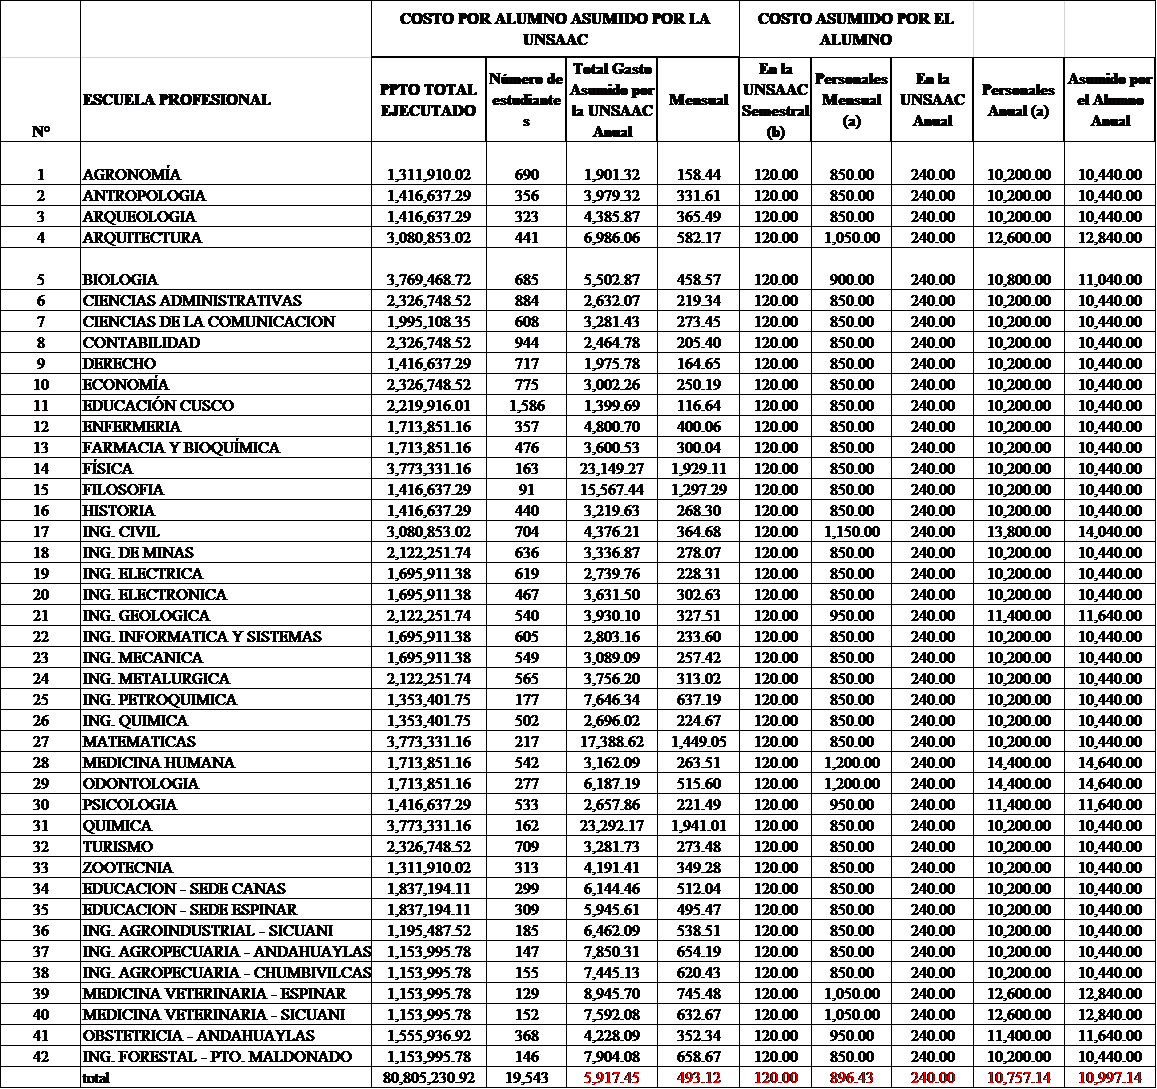 COSTO POR ALUMNO ASUMIDO POR LA UNSAAC COSTO ASUMIDO POR EL ALUMNO
N° ESCUELA PROFESIONAL PPTO TOTAL EJECUTADO Número de estudiantes Total Gasto Asumido por la UNSAAC Anual Mensual En la UNSAAC Semestral (b) Personales Mensual (a) En la UNSAAC Anual Personales Anual (a) Asumido por el Alumno Anual
1 AGRONOMÍA 1,311,910.02 690 1,901.32 158.44 120.00 850.00 240.00 10,200.00 10,440.00
2 ANTROPOLOGIA 1,416,637.29 356 3,979.32 331.61 120.00 850.00 240.00 10,200.00 10,440.00
3 ARQUEOLOGIA 1,416,637.29 323 4,385.87 365.49 120.00 850.00 240.00 10,200.00 10,440.00
4 ARQUITECTURA 3,080,853.02 441 6,986.06 582.17 120.00 1,050.00 240.00 12,600.00 12,840.00
5 BIOLOGIA 3,769,468.72 685 5,502.87 458.57 120.00 900.00 240.00 10,800.00 11,040.00
6 CIENCIAS ADMINISTRATIVAS 2,326,748.52 884 2,632.07 219.34 120.00 850.00 240.00 10,200.00 10,440.00
7 CIENCIAS DE LA COMUNICACION 1,995,108.35 608 3,281.43 273.45 120.00 850.00 240.00 10,200.00 10,440.00
8 CONTABILIDAD 2,326,748.52 944 2,464.78 205.40 120.00 850.00 240.00 10,200.00 10,440.00
9 DERECHO 1,416,637.29 717 1,975.78 164.65 120.00 850.00 240.00 10,200.00 10,440.00
10 ECONOMÍA 2,326,748.52 775 3,002.26 250.19 120.00 850.00 240.00 10,200.00 10,440.00
11 EDUCACIÓN CUSCO 2,219,916.01 1,586 1,399.69 116.64 120.00 850.00 240.00 10,200.00 10,440.00
12 ENFERMERIA 1,713,851.16 357 4,800.70 400.06 120.00 850.00 240.00 10,200.00 10,440.00
13 FARMACIA Y BIOQUÍMICA 1,713,851.16 476 3,600.53 300.04 120.00 850.00 240.00 10,200.00 10,440.00
14 FÍSICA 3,773,331.16 163 23,149.27 1,929.11 120.00 850.00 240.00 10,200.00 10,440.00
15 FILOSOFIA 1,416,637.29 91 15,567.44 1,297.29 120.00 850.00 240.00 10,200.00 10,440.00
16 HISTORIA 1,416,637.29 440 3,219.63 268.30 120.00 850.00 240.00 10,200.00 10,440.00
17 ING. CIVIL 3,080,853.02 704 4,376.21 364.68 120.00 1,150.00 240.00 13,800.00 14,040.00
18 ING. DE MINAS 2,122,251.74 636 3,336.87 278.07 120.00 850.00 240.00 10,200.00 10,440.00
19 ING. ELECTRICA 1,695,911.38 619 2,739.76 228.31 120.00 850.00 240.00 10,200.00 10,440.00
20 ING. ELECTRONICA 1,695,911.38 467 3,631.50 302.63 120.00 850.00 240.00 10,200.00 10,440.00
21 ING. GEOLOGICA 2,122,251.74 540 3,930.10 327.51 120.00 950.00 240.00 11,400.00 11,640.00
22 ING. INFORMATICA Y SISTEMAS 1,695,911.38 605 2,803.16 233.60 120.00 850.00 240.00 10,200.00 10,440.00
23 ING. MECANICA 1,695,911.38 549 3,089.09 257.42 120.00 850.00 240.00 10,200.00 10,440.00
24 ING. METALURGICA 2,122,251.74 565 3,756.20 313.02 120.00 850.00 240.00 10,200.00 10,440.00
25 ING. PETROQUIMICA 1,353,401.75 177 7,646.34 637.19 120.00 850.00 240.00 10,200.00 10,440.00
26 ING. QUIMICA 1,353,401.75 502 2,696.02 224.67 120.00 850.00 240.00 10,200.00 10,440.00
27 MATEMATICAS 3,773,331.16 217 17,388.62 1,449.05 120.00 850.00 240.00 10,200.00 10,440.00
28 MEDICINA HUMANA 1,713,851.16 542 3,162.09 263.51 120.00 1,200.00 240.00 14,400.00 14,640.00
29 ODONTOLOGIA 1,713,851.16 277 6,187.19 515.60 120.00 1,200.00 240.00 14,400.00 14,640.00
30 PSICOLOGIA 1,416,637.29 533 2,657.86 221.49 120.00 950.00 240.00 11,400.00 11,640.00
31 QUIMICA 3,773,331.16 162 23,292.17 1,941.01 120.00 850.00 240.00 10,200.00 10,440.00
32 TURISMO 2,326,748.52 709 3,281.73 273.48 120.00 850.00 240.00 10,200.00 10,440.00
33 ZOOTECNIA 1,311,910.02 313 4,191.41 349.28 120.00 850.00 240.00 10,200.00 10,440.00
34 EDUCACION - SEDE CANAS 1,837,194.11 299 6,144.46 512.04 120.00 850.00 240.00 10,200.00 10,440.00
35 EDUCACION - SEDE ESPINAR 1,837,194.11 309 5,945.61 495.47 120.00 850.00 240.00 10,200.00 10,440.00
36 ING. AGROINDUSTRIAL - SICUANI 1,195,487.52 185 6,462.09 538.51 120.00 850.00 240.00 10,200.00 10,440.00
37 ING. AGROPECUARIA - ANDAHUAYLAS 1,153,995.78 147 7,850.31 654.19 120.00 850.00 240.00 10,200.00 10,440.00
38 ING. AGROPECUARIA - CHUMBIVILCAS 1,153,995.78 155 7,445.13 620.43 120.00 850.00 240.00 10,200.00 10,440.00
39 MEDICINA VETERINARIA - ESPINAR 1,153,995.78 129 8,945.70 745.48 120.00 1,050.00 240.00 12,600.00 12,840.00
40 MEDICINA VETERINARIA - SICUANI 1,153,995.78 152 7,592.08 632.67 120.00 1,050.00 240.00 12,600.00 12,840.00
41 OBSTETRICIA - ANDAHUAYLAS 1,555,936.92 368 4,228.09 352.34 120.00 950.00 240.00 11,400.00 11,640.00
42 ING. FORESTAL - PTO. MALDONADO 1,153,995.78 146 7,904.08 658.67 120.00 850.00 240.00 10,200.00 10,440.00
total 80,805,230.92 19,543 5,917.45 493.12 120.00 896.43 240.00 10,757.14 10,997.14